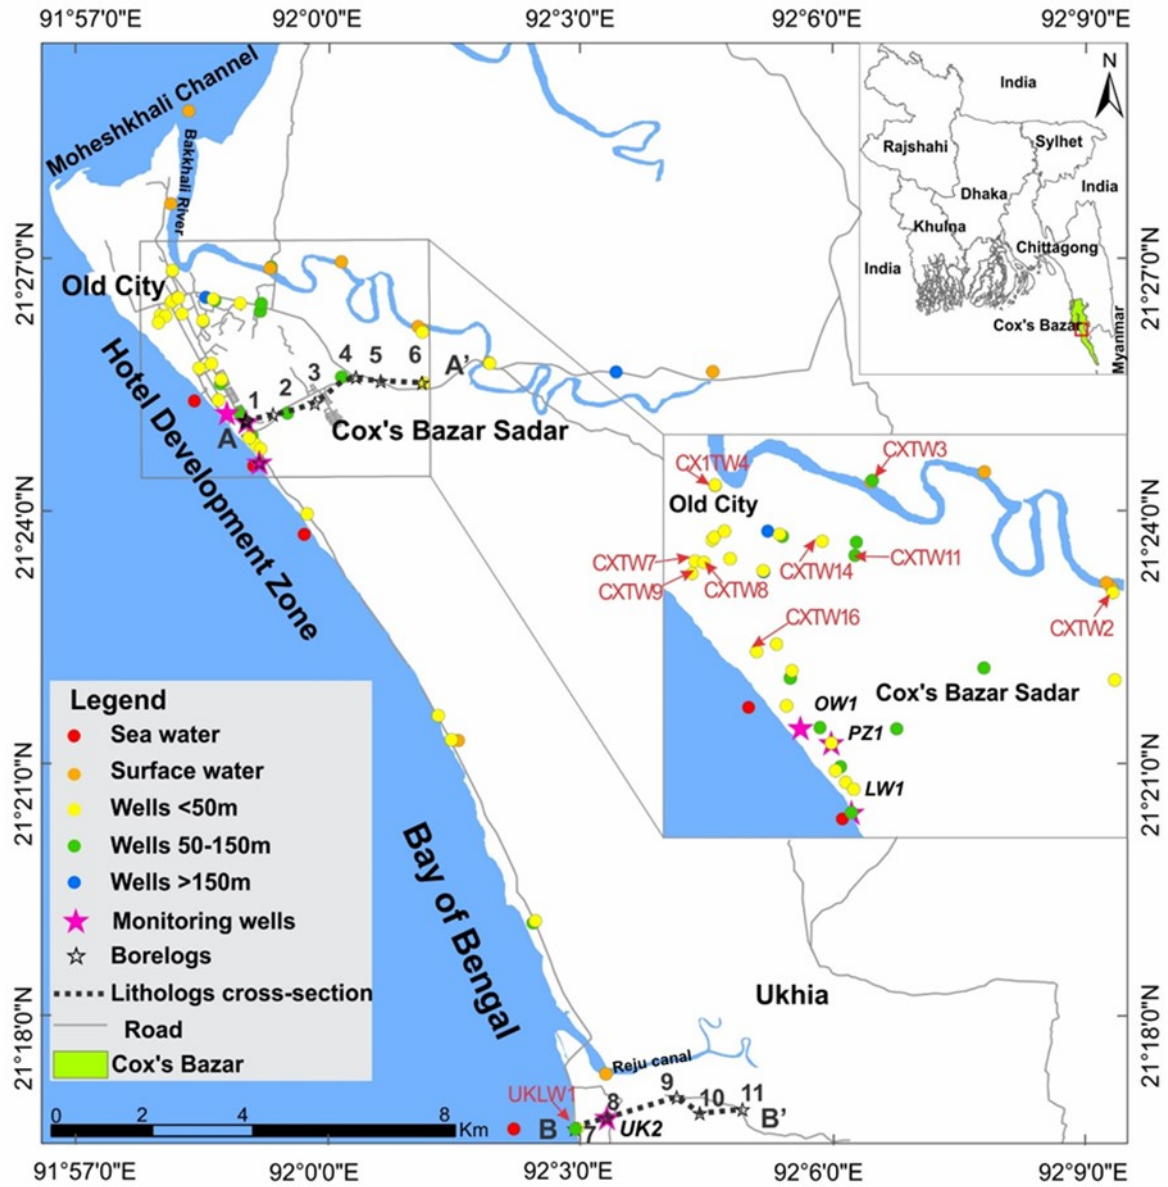 91°57'0"E
92°0'0"E
92°3'0"E
92°6'0"E
92°9'0"E
Moheshkhali Channel
Bakkhali River
N
India
Rajshahi
Sylhet
India
Dhaka
Khulna
Chittagong
India
Cox's Bazar
Myanmar
21°27'0"N
21°27'0"N
Old City
Hotel Development Zone
1
2
3
4
5
6
A
A'
Cox's Bazar Sadar
21°24'0"N
21°24'0"N
CX1TW4
CXTW3
Old City
CXTW7
CXTW14
CXTW11
CXTW9
CXTW8
CXTW2
CXTW16
Cox's Bazar Sadar
OW1
PZ1
LW1
21°21'0"N
21°21'0"N
Legend
Sea water
Surface water
Wells <50m
Wells 50-150m
Wells >150m
Monitoring wells
Borelogs
Lithologs cross-section
Road
Cox's Bazar
0 2 4 8
Km
Bay of Bengal
Ukhia
21°18'0"N
21°18'0"N
Reju canal
UKLW1
B
7
8
UK2
9
10
11
B'
91°57'0"E
92°0'0"E
92°3'0"E
92°6'0"E
92°9'0"E